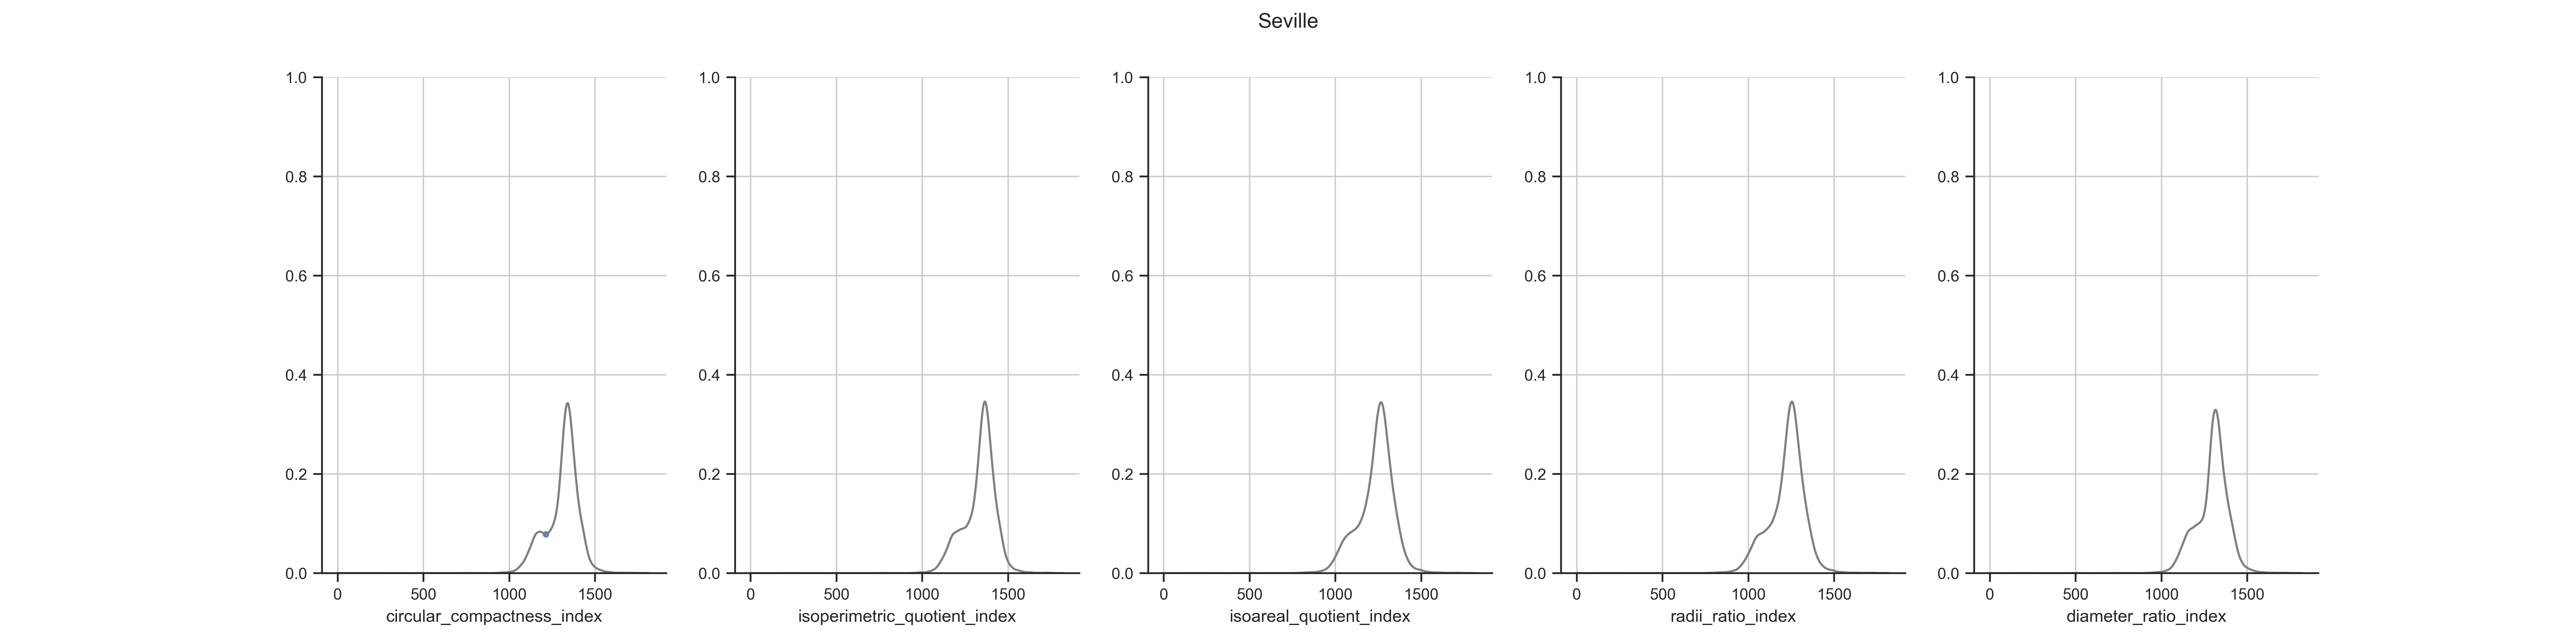 Seville
1.0 1.0 1.0 1.0 1.0
0.8 0.8 0.8 0.8 0.8
0.6 0.6 0.6 0.6 0.6
0.4 0.4 0.4 0.4 0.4
0.2 0.2 0.2 0.2 0.2
0.0 0.0 0.0 0.0 0.0
0 500 1000 1500 0 500 1000 1500 0 500 1000 1500 0 500 1000 1500 0 500 1000 1500
circular_compactness_index isoperimetric_quotient_index isoareal_quotient_index radii_ratio_index diameter_ratio_index